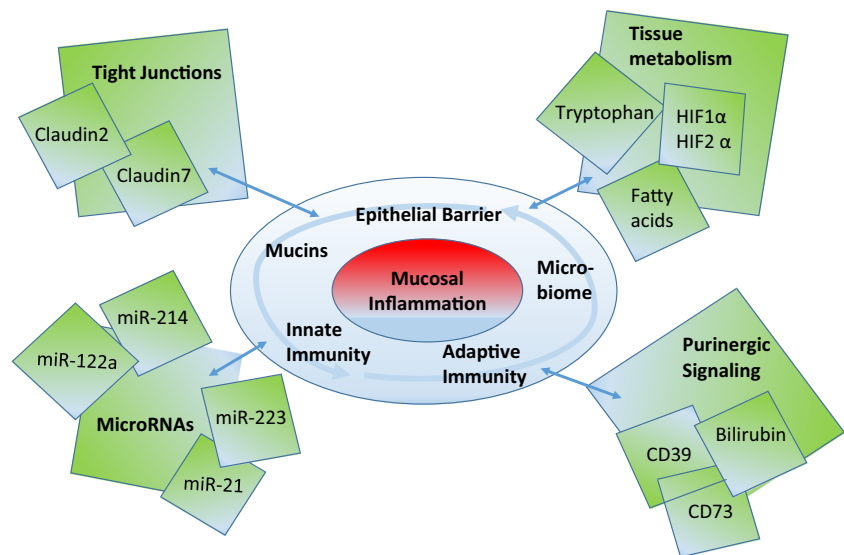 Tight Junctions
Claudin2
Claudin7
Tissue
metabolism
Tryptophan
HIF1α
HIF2 α
Fatty
acids
Epithelial Barrier
Mucins
Micro-
biome
Mucosal
Inflammation
Innate
Immunity
Adaptive
Immunity
miR-214
miR-122a
MicroRNAs
miR-223
miR-21
Purinergic
Signaling
Bilirubin
CD39
CD73